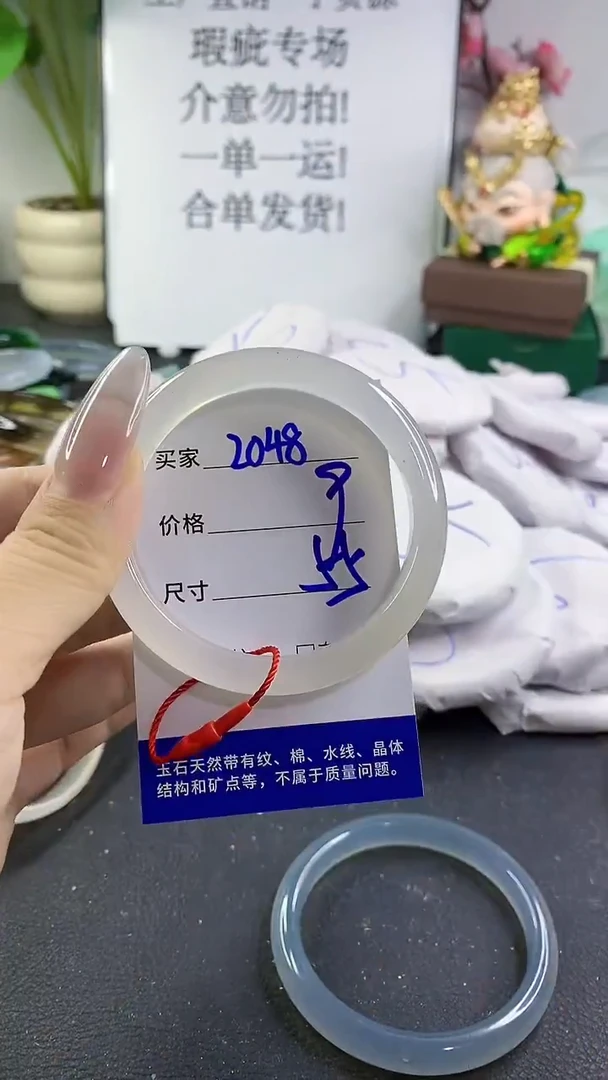 瑕疵专场
介意勿拍!
一单一运!
合单发货!
买家 2048
价格
尺寸 55
玉石天然带有纹、棉、水线、晶体
结构和矿点等，不属于质量问题。